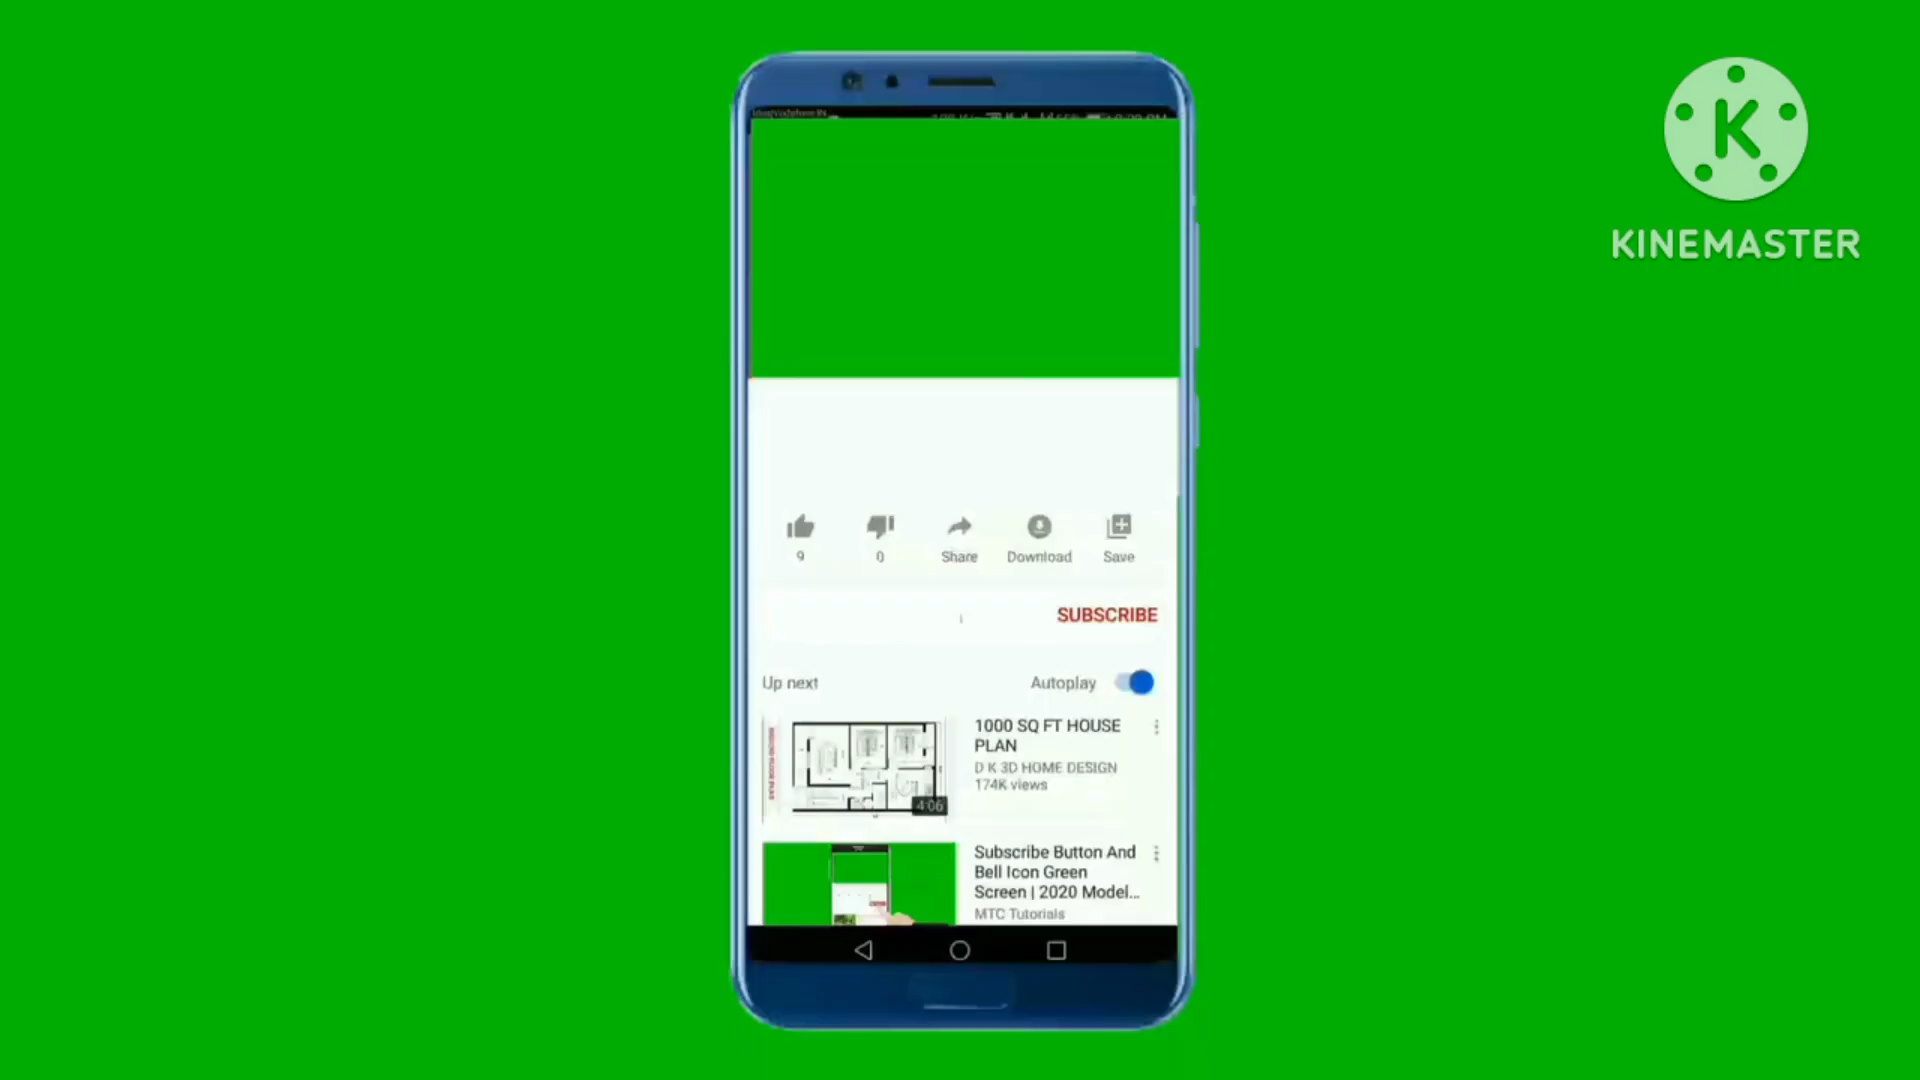 K
KINEMASTER
9
0
Share
Download
Save
SUBSCRIBE
Up next
Autoplay
1000 SQ FT HOUSE
PLAN
D K 3D HOME DESIGN
174K views
4:06
Subscribe Button And
Bell Icon Green
Screen | 2020 Model...
MTC Tutorials